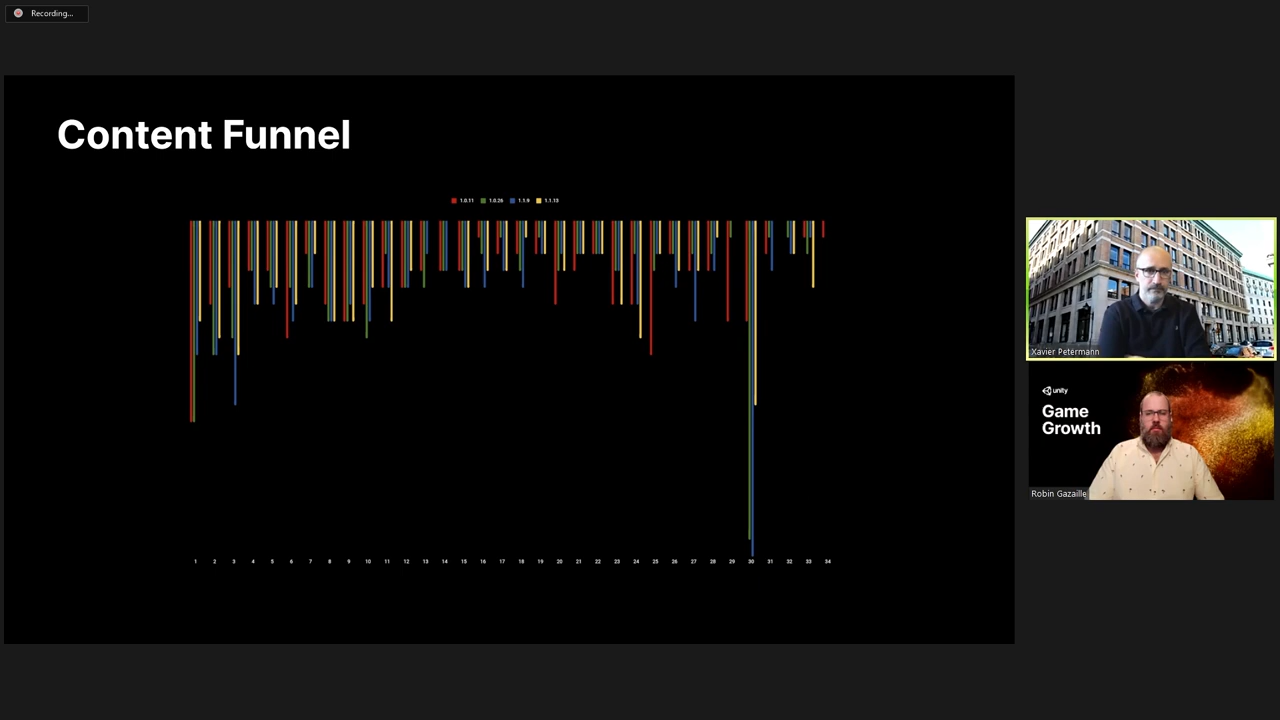 Recording...
Content Funnel
1.0.11 1.0.26 1.1.9 1.1.13
1 2 3 4 5 6 7 8 9 10 11 12 13 14 15 16 17 18 19 20 21 22 23 24 25 26 27 28 29 30 31 32 33 34
Xavier Petermann
unity
Game
Growth
Robin Gazaille